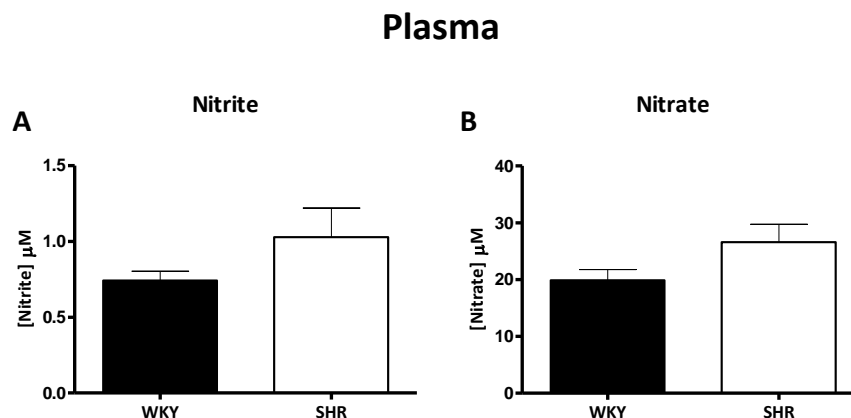 Plasma
A
Nitrite
[Nitrite] μM
1.5
1.0
0.5
0.0
WKY
SHR
B
Nitrate
[Nitrate] μM
40
30
20
10
0
WKY
SHR